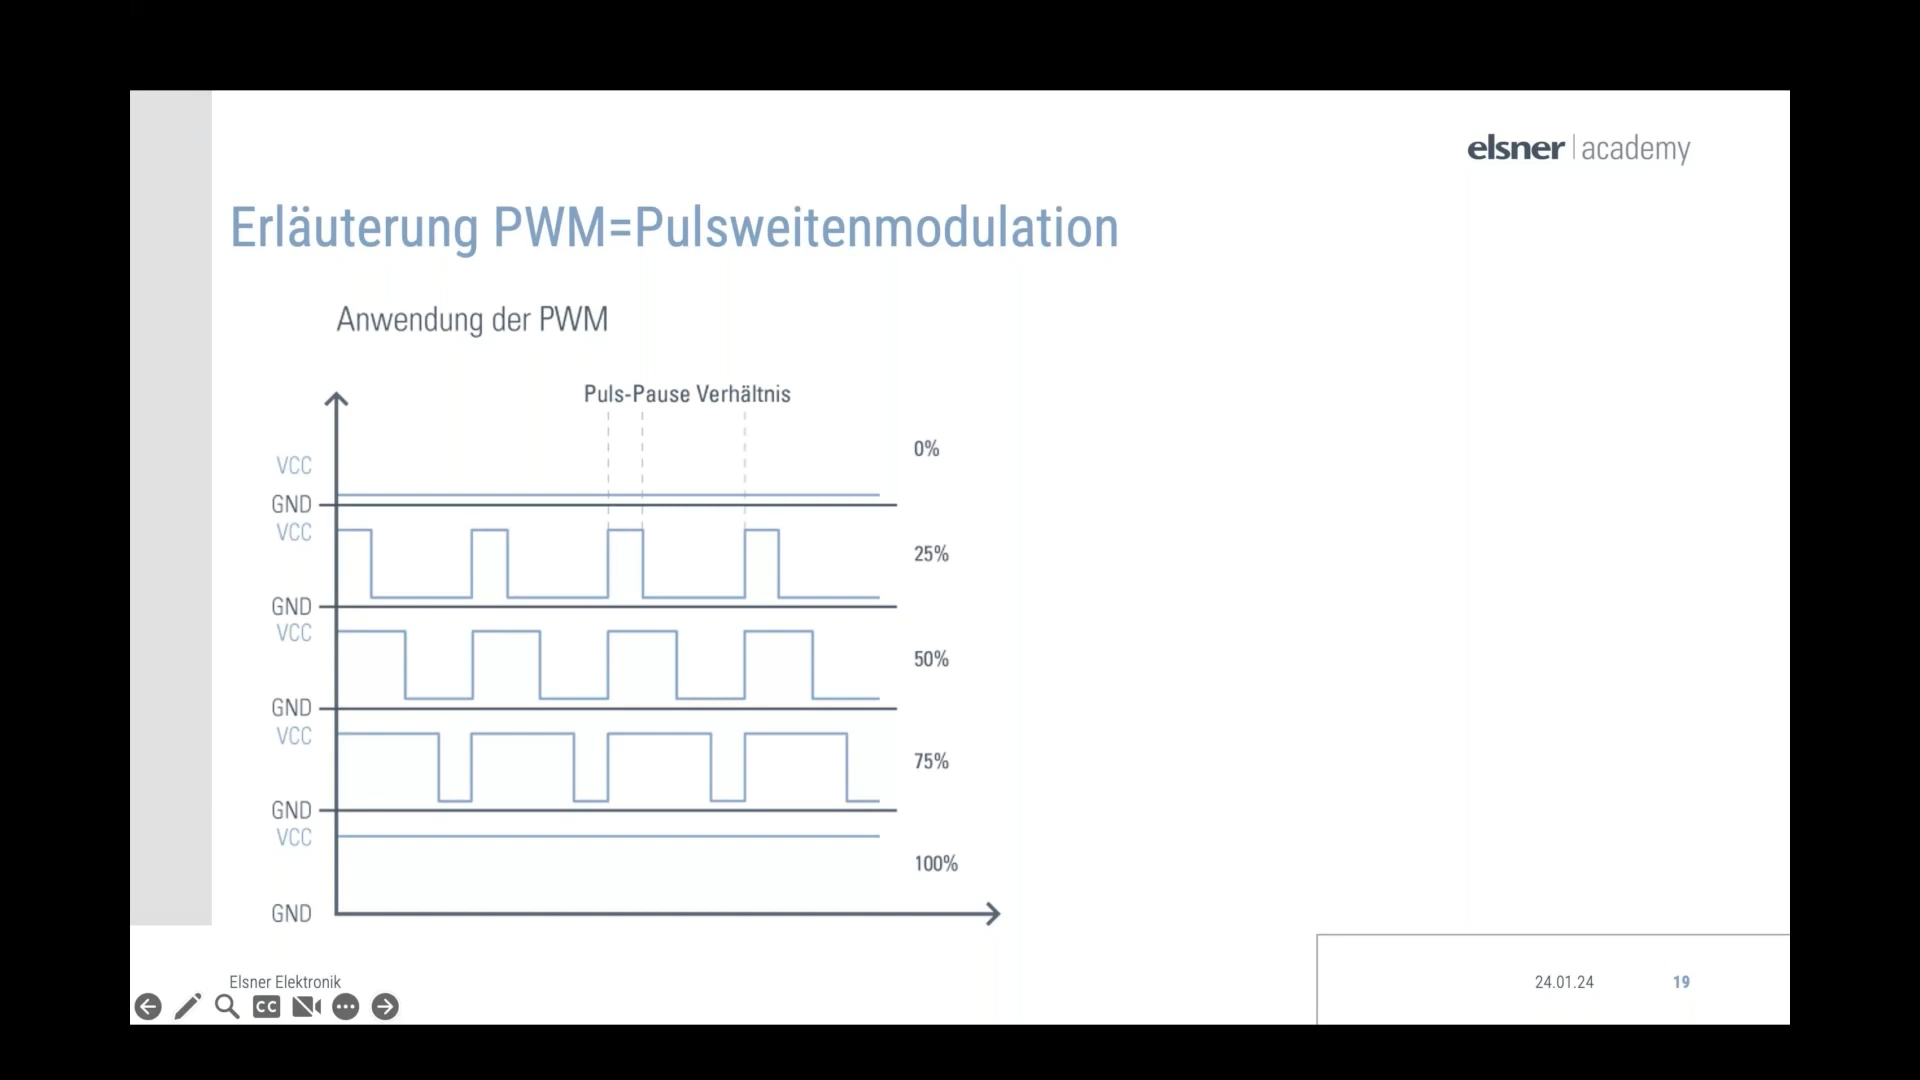 elsner | academy
Erläuterung PWM=Pulsweitenmodulation
Anwendung der PWM
Puls-Pause Verhältnis
0%
VCC
GND
VCC
25%
GND
VCC
50%
GND
VCC
75%
GND
VCC
100%
GND
Elsner Elektronik
24.01.24
19
CC